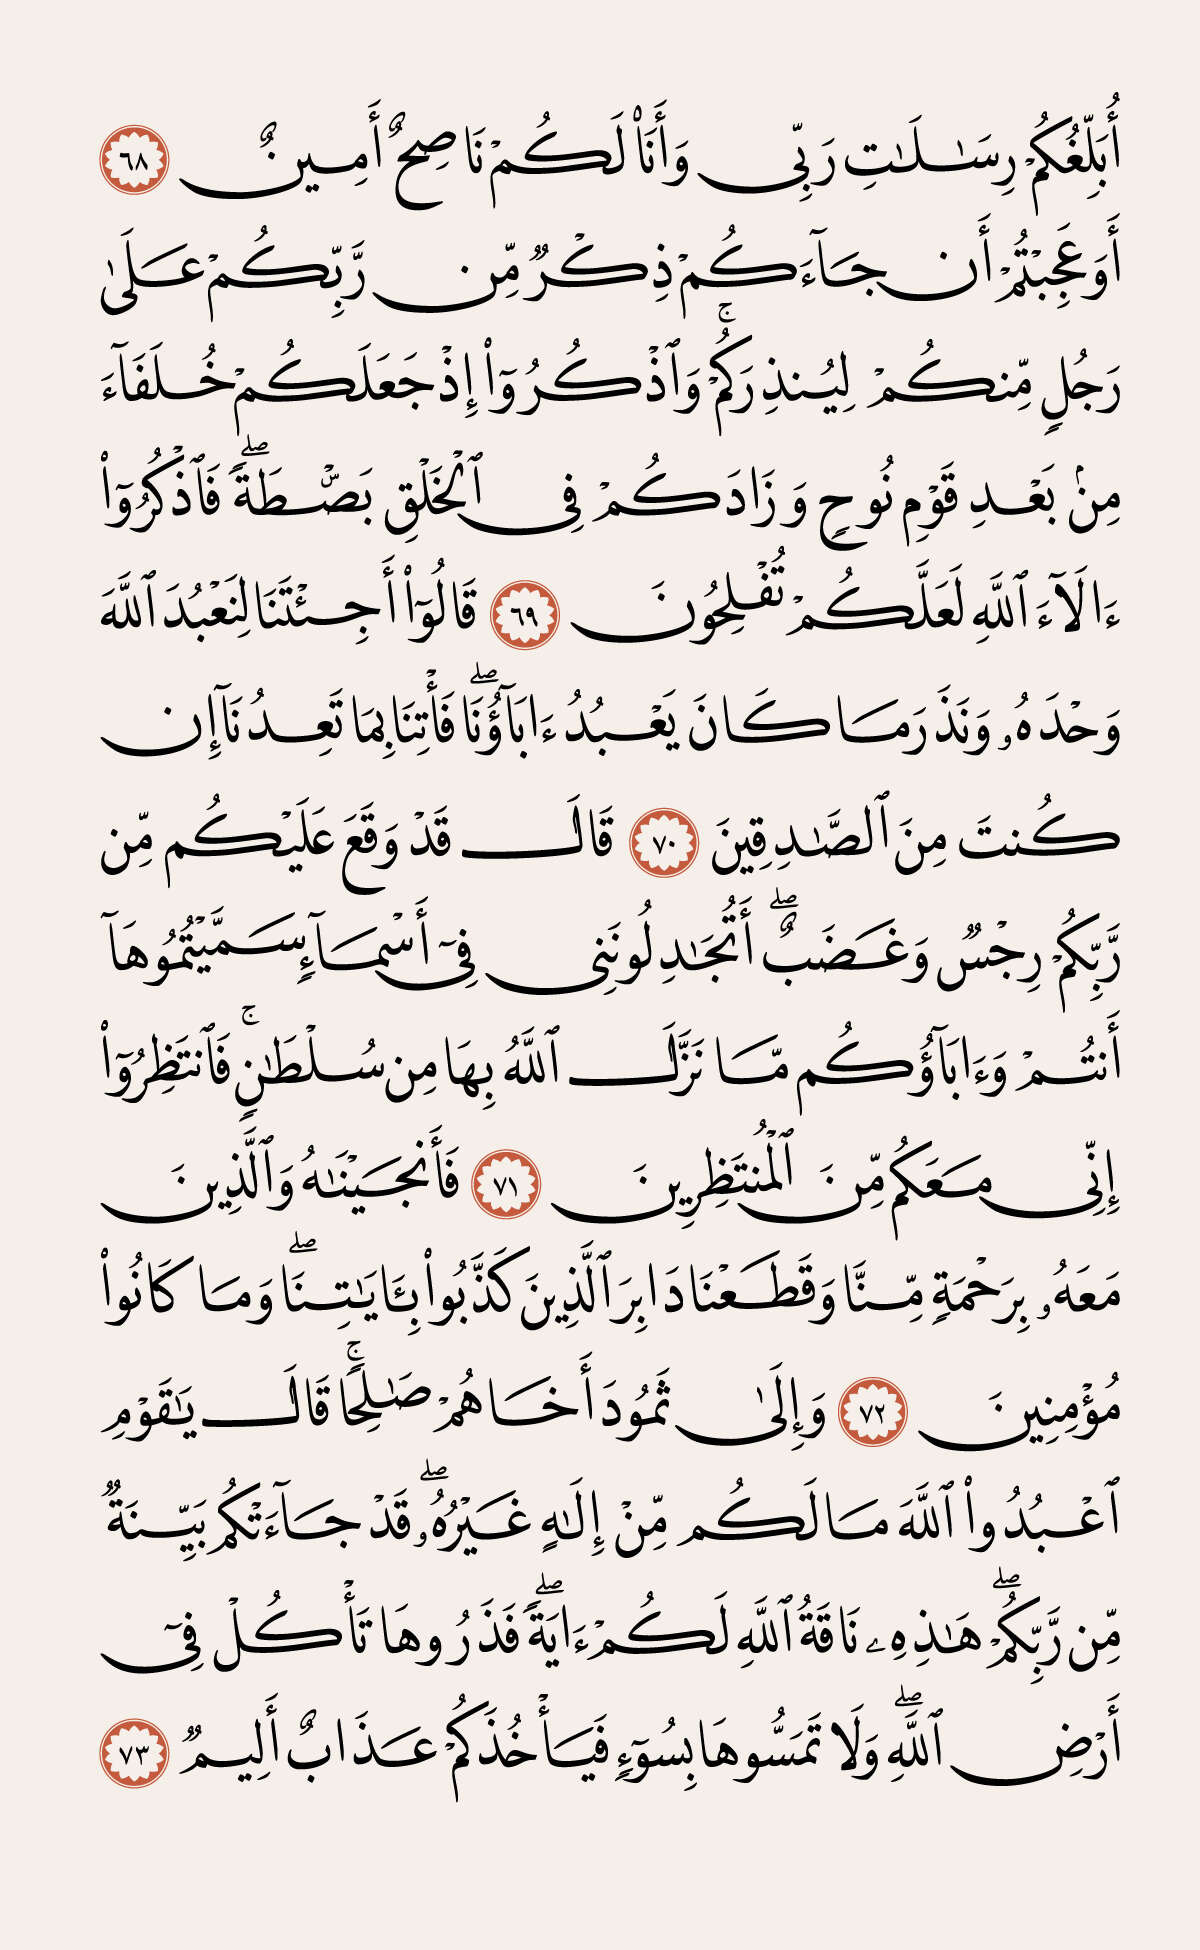 أُبَلِّغُكُمْ رِسَـٰلَـٰتِ رَبِّى وَأَنَا۠ لَكُمْ نَاصِحٌ أَمِينٌ ٦٨
أَوَعَجِبْتُمْ أَن جَآءَكُمْ ذِكْرٌ مِّن رَّبِّكُمْ عَلَىٰ
رَجُلٍ مِّنكُمْ لِيُنذِرَكُمْ ۚ وَٱذْكُرُوٓا۟ إِذْ جَعَلَكُمْ خُلَفَآءَ
مِنۢ بَعْدِ قَوْمِ نُوحٍ وَزَادَكُمْ فِى ٱلْخَلْقِ بَصْۜطَةً ۖ فَٱذْكُرُوٓا۟
ءَالَآءَ ٱللَّهِ لَعَلَّكُمْ تُفْلِحُونَ ٦٩ قَالُوٓا۟ أَجِئْتَنَا لِنَعْبُدَ ٱللَّهَ
وَحْدَهُۥ وَنَذَرَ مَا كَانَ يَعْبُدُ ءَابَآؤُنَا ۖ فَأْتِنَا بِمَا تَعِدُنَآ إِن
كُنتَ مِنَ ٱلصَّـٰدِقِينَ ٧٠ قَالَ قَدْ وَقَعَ عَلَيْكُم مِّن
رَّبِّكُمْ رِجْسٌ وَغَضَبٌ ۖ أَتُجَـٰدِلُونَنِى فِىٓ أَسْمَآءٍ سَمَّيْتُمُوهَآ
أَنتُمْ وَءَابَآؤُكُم مَّا نَزَّلَ ٱللَّهُ بِهَا مِن سُلْطَـٰنٍ ۚ فَٱنتَظِرُوٓا۟
إِنِّى مَعَكُم مِّنَ ٱلْمُنتَظِرِينَ ٧١ فَأَنجَيْنَـٰهُ وَٱلَّذِينَ
مَعَهُۥ بِرَحْمَةٍ مِّنَّا وَقَطَعْنَا دَابِرَ ٱلَّذِينَ كَذَّبُوا۟ بِـَٔايَـٰتِنَا ۖ وَمَا كَانُوا۟
مُؤْمِنِينَ ٧٢ وَإِلَىٰ ثَمُودَ أَخَاهُمْ صَـٰلِحًا ۚ قَالَ يَـٰقَوْمِ
ٱعْبُدُوا۟ ٱللَّهَ مَا لَكُم مِّنْ إِلَـٰهٍ غَيْرُهُۥ ۖ قَدْ جَآءَتْكُم بَيِّنَةٌ
مِّن رَّبِّكُمْ ۖ هَـٰذِهِۦ نَاقَةُ ٱللَّهِ لَكُمْ ءَايَةً ۖ فَذَرُوهَا تَأْكُلْ فِىٓ
أَرْضِ ٱللَّهِ ۖ وَلَا تَمَسُّوهَا بِسُوٓءٍ فَيَأْخُذَكُمْ عَذَابٌ أَلِيمٌ ٧٣